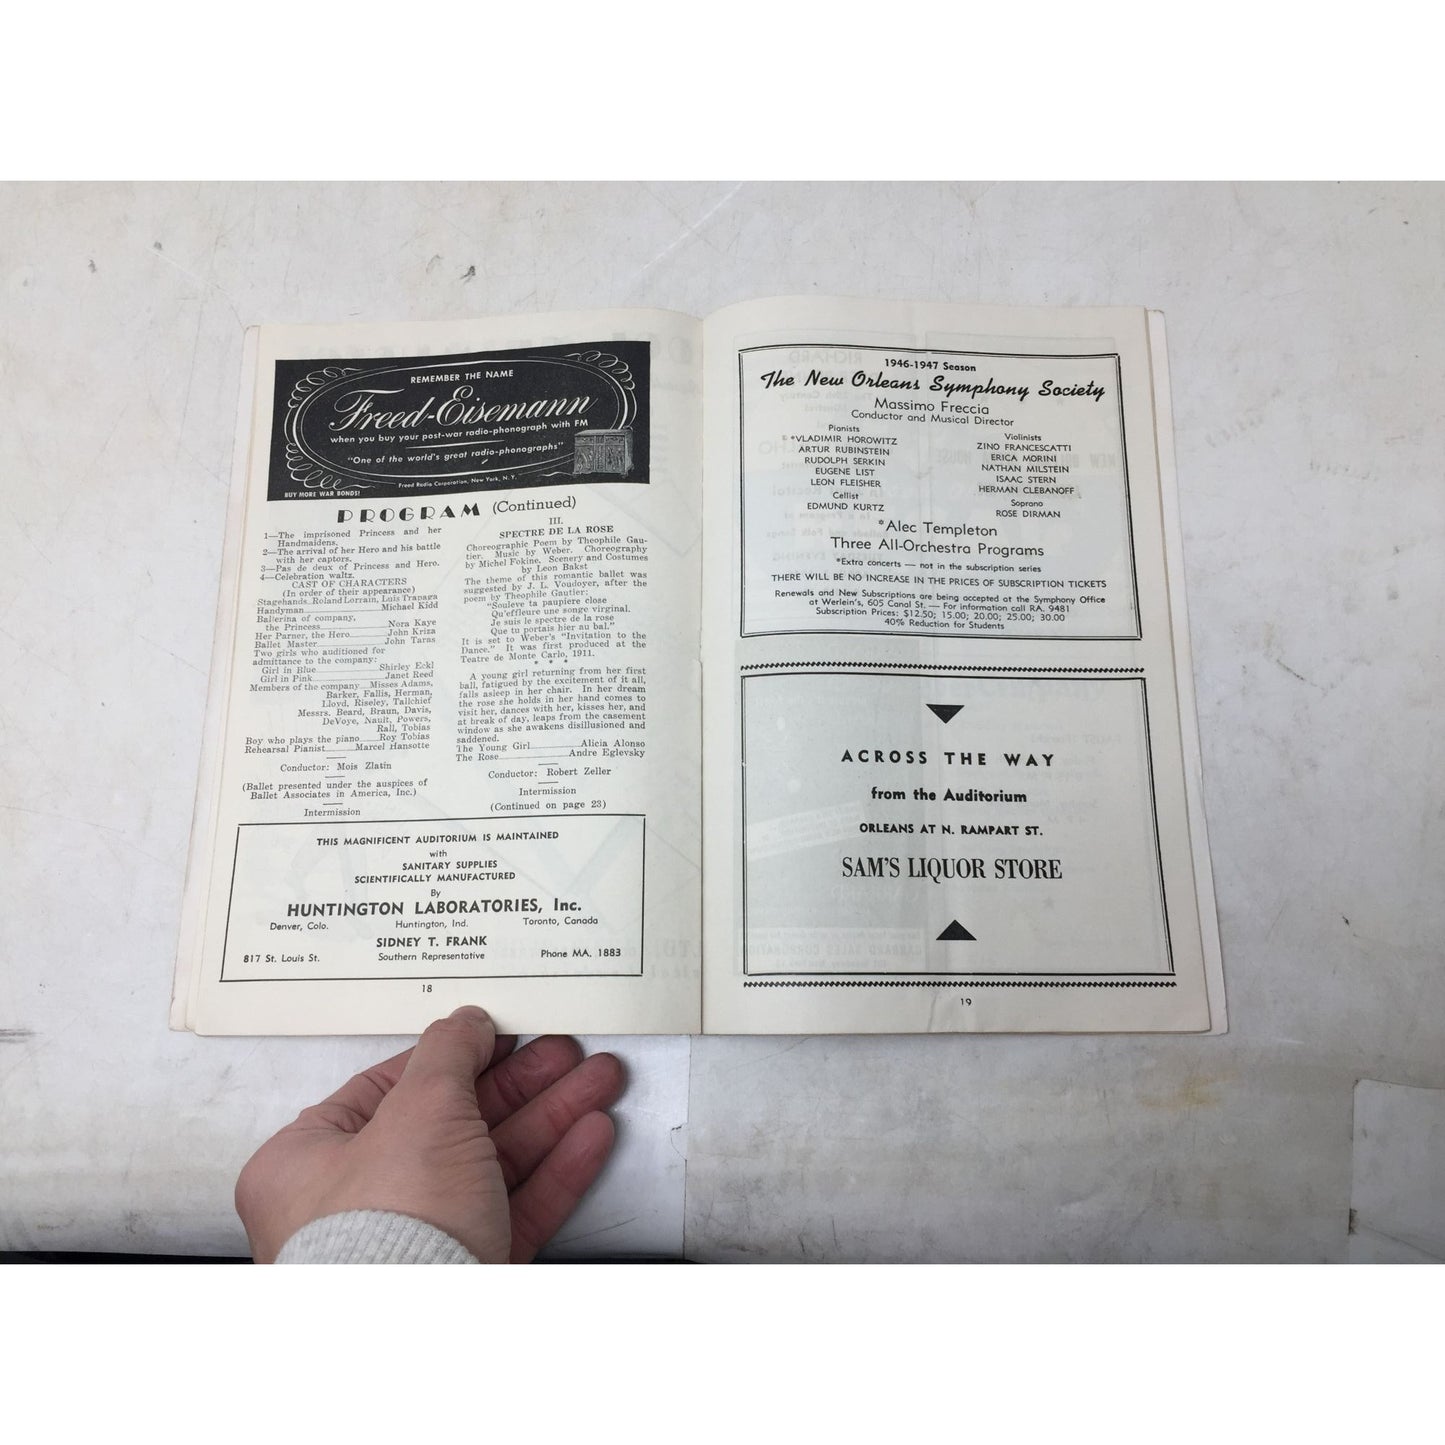 REMEMBER THE NAME
Freed-Eisemann
when you buy your post-war radio-phonograph with FM
"One of the world's great radio-phonographs"
Freed Radio Corporation, New York, N. Y.
BUY MORE WAR BONDS!
PROGRAM (Continued)
1—The imprisoned Princess and her
Handmaidens.
2—The arrival of her Hero and his battle
with her captors.
3—Pas de deux of Princess and Hero.
4—Celebration waltz.
CAST OF CHARACTERS
(In order of their appearance)
Stagehands Roland Lorrain, Luis Trapaga
Handyman Michael Kidd
Ballerina of company,
the Princess Nora Kaye
Her Parner, the Hero John Kriza
Ballet Master John Taras
Two girls who auditioned for
admittance to the company:
Girl in Blue Shirley Eckl
Girl in Pink Janet Reed
Members of the company Misses Adams,
Barker, Fallis, Herman,
Lloyd, Riseley, Tallchief
Messrs. Beard, Braun, Davis,
DeVoye, Nault, Powers,
Rall, Tobias
Boy who plays the piano Roy Tobias
Rehearsal Pianist Marcel Hansotte
Conductor: Mois Zlatin
(Ballet presented under the auspices of
Ballet Associates in America, Inc.)
Intermission
III.
SPECTRE DE LA ROSE
Choreographic Poem by Theophile Gau-
tier. Music by Weber. Choreography
by Michel Fokine. Scenery and Costumes
by Leon Bakst
The theme of this romantic ballet was
suggested by J. L. Voudoyer, after the
poem by Theophile Gautier:
"Souleve ta paupiere close
Qu'effleure une songe virginal.
Je suis le spectre de la rose
Que tu portais hier au bal."
It is set to Weber's "Invitation to the
Dance." It was first produced at the
Teatre de Monte Carlo, 1911.
* * *
A young girl returning from her first
ball, fatigued by the excitement of it all,
falls asleep in her chair. In her dream
the rose she holds in her hand comes to
visit her, dances with her, kisses her, and
at break of day, leaps from the casement
window as she awakens disillusioned and
saddened.
The Young Girl Alicia Alonso
The Rose Andre Eglevsky
Conductor: Robert Zeller
Intermission
(Continued on page 23)
THIS MAGNIFICENT AUDITORIUM IS MAINTAINED
with
SANITARY SUPPLIES
SCIENTIFICALLY MANUFACTURED
By
HUNTINGTON LABORATORIES, Inc.
Denver, Colo. Huntington, Ind. Toronto, Canada
SIDNEY T. FRANK
817 St. Louis St. Southern Representative Phone MA. 1883
18
1946-1947 Season
The New Orleans Symphony Society
Massimo Freccia
Conductor and Musical Director
Pianists
*VLADIMIR HOROWITZ
ARTUR RUBINSTEIN
RUDOLPH SERKIN
EUGENE LIST
LEON FLEISHER
Cellist
EDMUND KURTZ
Violinists
ZINO FRANCESCATTI
ERICA MORINI
NATHAN MILSTEIN
ISAAC STERN
HERMAN CLEBANOFF
Soprano
ROSE DIRMAN
*Alec Templeton
Three All-Orchestra Programs
*Extra concerts — not in the subscription series
THERE WILL BE NO INCREASE IN THE PRICES OF SUBSCRIPTION TICKETS
Renewals and New Subscriptions are being accepted at the Symphony Office
at Werlein's, 605 Canal St. — For information call RA. 9481
Subscription Prices: $12.50; 15.00; 20.00; 25.00; 30.00
40% Reduction for Students
ACROSS THE WAY
from the Auditorium
ORLEANS AT N. RAMPART ST.
SAM'S LIQUOR STORE
19